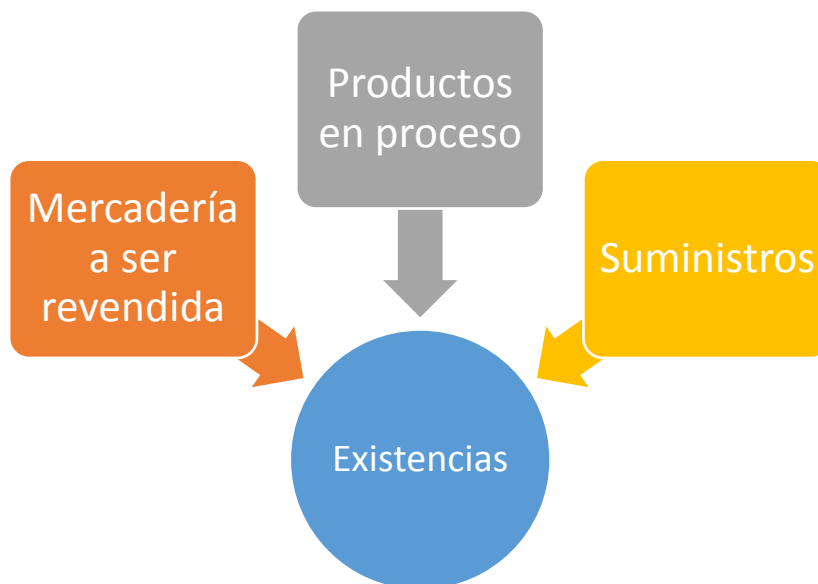 Productos
en proceso
Mercadería
a ser
revendida
Suministros
Existencias